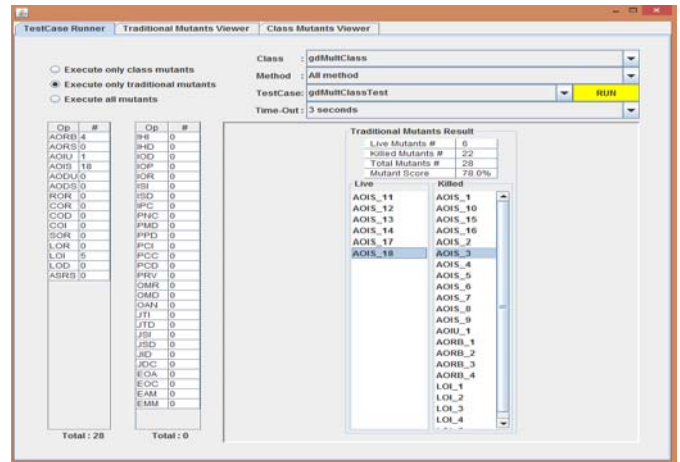 TestCase Runner Traditional Mutants Viewer Class Mutants Viewer
Class : gdMultClass
Execute only class mutants
Method : All method
Execute only traditional mutants
TestCase: gdMultClassTest RUN
Execute all mutants
Time-Out : 3 seconds
Op #
AORB 4
AORS 0
AOIU 1
AOIS 18
AODU 0
AODS 0
ROR 0
COR 0
COD 0
COI 0
SOR 0
LOR 0
LOI 5
LOD 0
ASRS 0
Total : 28
Op #
IHI 0
IHD 0
IOD 0
IOP 0
IOR 0
ISI 0
ISD 0
IPC 0
PNC 0
PMD 0
PPD 0
PCI 0
PCC 0
PCD 0
PRV 0
OMR 0
OMD 0
OAN 0
JTI 0
JTD 0
JSI 0
JSD 0
JID 0
JDC 0
EOA 0
EOC 0
EAM 0
EMM 0
Total : 0
Traditional Mutants Result
Live Mutants # 6
Killed Mutants # 22
Total Mutants # 28
Mutant Score 78.0%
Live
AOIS_11
AOIS_12
AOIS_13
AOIS_14
AOIS_17
AOIS_18
Killed
AOIS_1
AOIS_10
AOIS_15
AOIS_16
AOIS_2
AOIS_3
AOIS_4
AOIS_5
AOIS_6
AOIS_7
AOIS_8
AOIS_9
AOIU_1
AORB_1
AORB_2
AORB_3
AORB_4
LOI_1
LOI_2
LOI_3
LOI_4